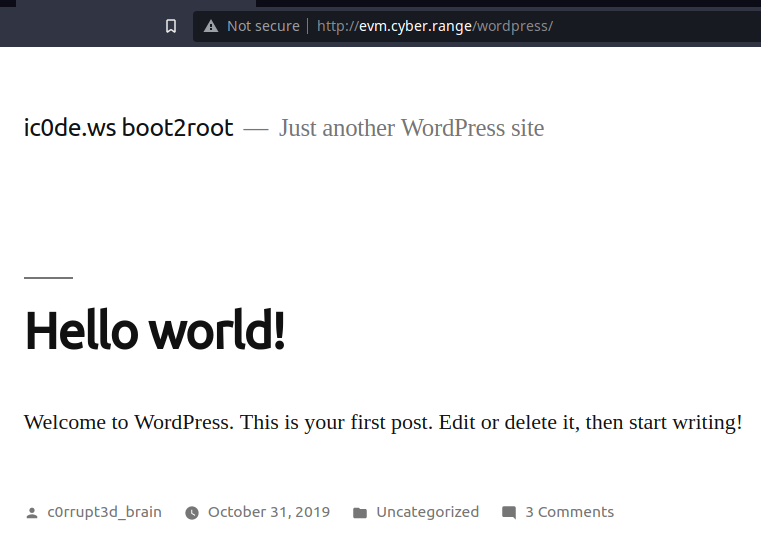 Not secure http://evm.cyber.range/wordpress/
ic0de.ws boot2root — Just another WordPress site
Hello world!
Welcome to WordPress. This is your first post. Edit or delete it, then start writing!
c0rrupt3d_brain October 31, 2019 Uncategorized 3 Comments